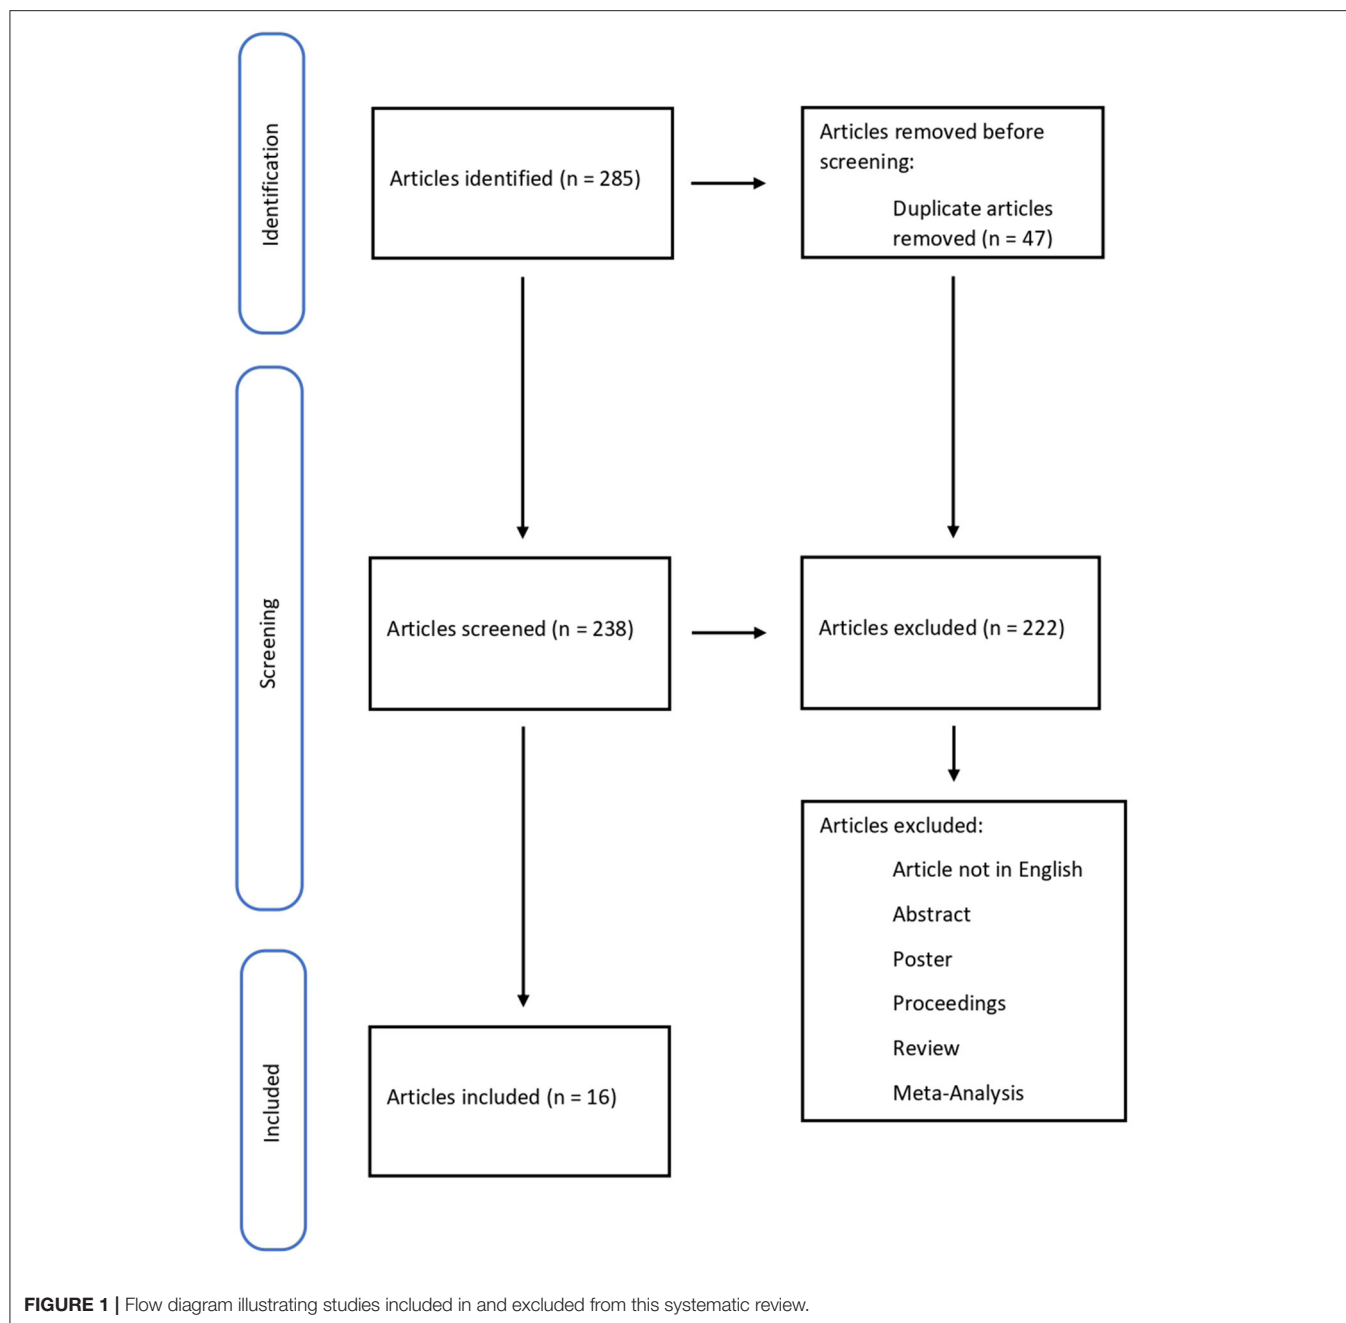 Identification
Articles identified (n = 285)
Articles removed before
screening:
Duplicate articles
removed (n = 47)
Screening
Articles screened (n = 238)
Articles excluded (n = 222)
Articles excluded:
Article not in English
Abstract
Poster
Proceedings
Review
Meta-Analysis
Included
Articles included (n = 16)
FIGURE 1 | Flow diagram illustrating studies included in and excluded from this systematic review.